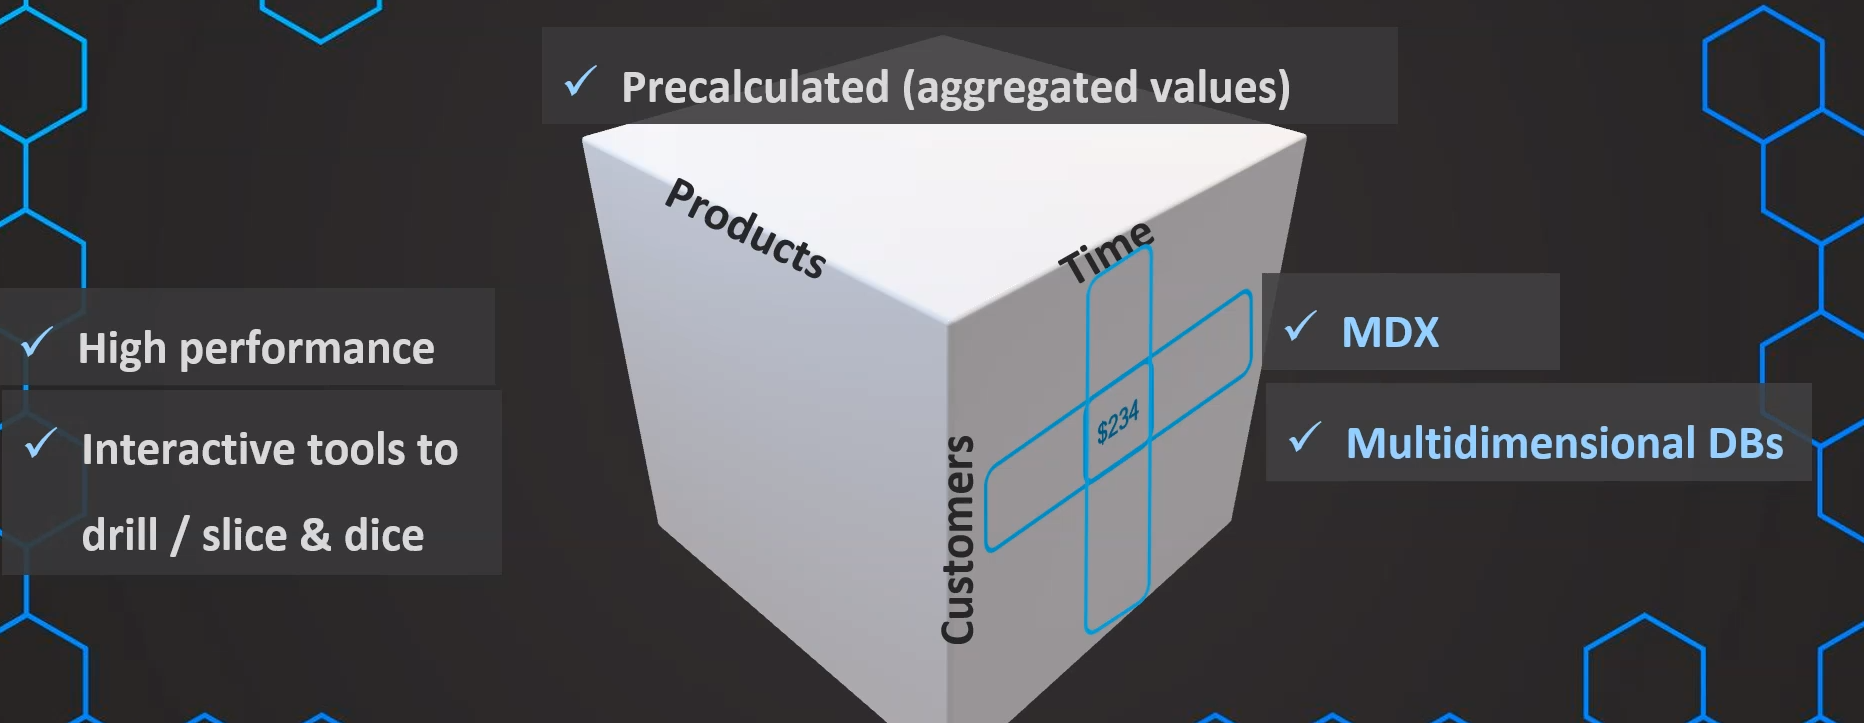 ✓ Precalculated (aggregated values)
Products
Time
✓ High performance
✓ MDX
$234
✓ Interactive tools to
drill / slice & dice
✓ Multidimensional DBs
Customers